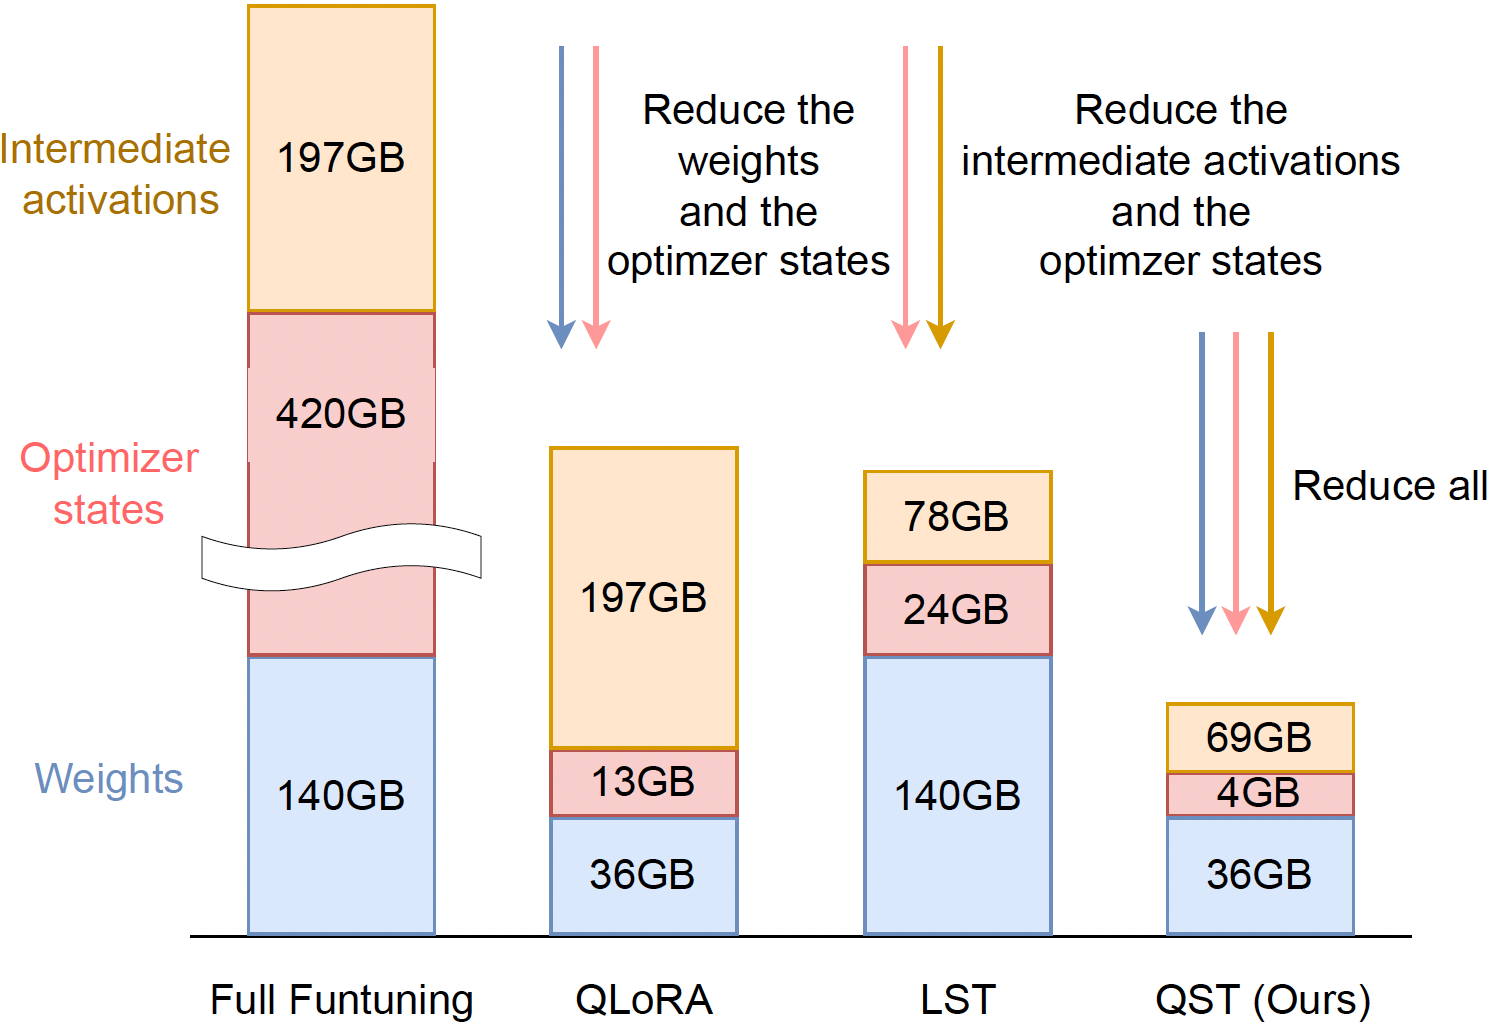 Intermediate
activations
197GB
Reduce the
weights
and the
optimzer states
Reduce the
intermediate activations
and the
optimzer states
Optimizer
states
420GB
197GB
78GB
24GB
Reduce all
Weights
140GB
13GB
36GB
140GB
69GB
4GB
36GB
Full Funtuning
QLoRA
LST
QST (Ours)